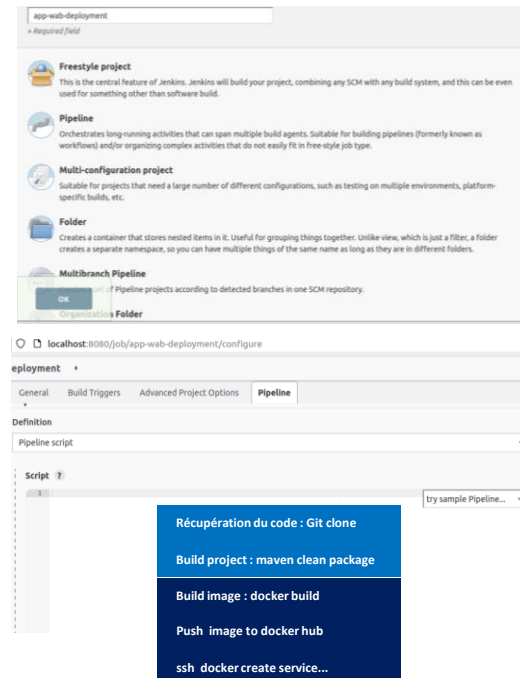 app-wab-deployment
» Required field
Freestyle project
This is the central feature of Jenkins. Jenkins will build your project, combining any SCM with any build system, and this can be even
used for something other than software build.
Pipeline
Orchestrates long-running activities that can span multiple build agents. Suitable for building pipelines (formerly known as
workflows) and/or organizing complex activities that do not easily fit in free-style job type.
Multi-configuration project
Suitable for projects that need a large number of different configurations, such as testing on multiple environments, platform-
specific builds, etc.
Folder
Creates a container that stores nested items in it. Useful for grouping things together. Unlike view, which is just a filter, a folder
creates a separate namespace, so you can have multiple things of the same name as long as they are in different folders.
Multibranch Pipeline
of Pipeline projects according to detected branches in one SCM repository.
OK
Organization Folder
localhost:8080/job/app-wab-deployment/configure
eployment
General Build Triggers Advanced Project Options Pipeline
Definition
Pipeline script
Script ?
1
try sample Pipeline...
Récupération du code : Git clone
Build project : maven clean package
Build image : docker build
Push image to docker hub
ssh docker create service...